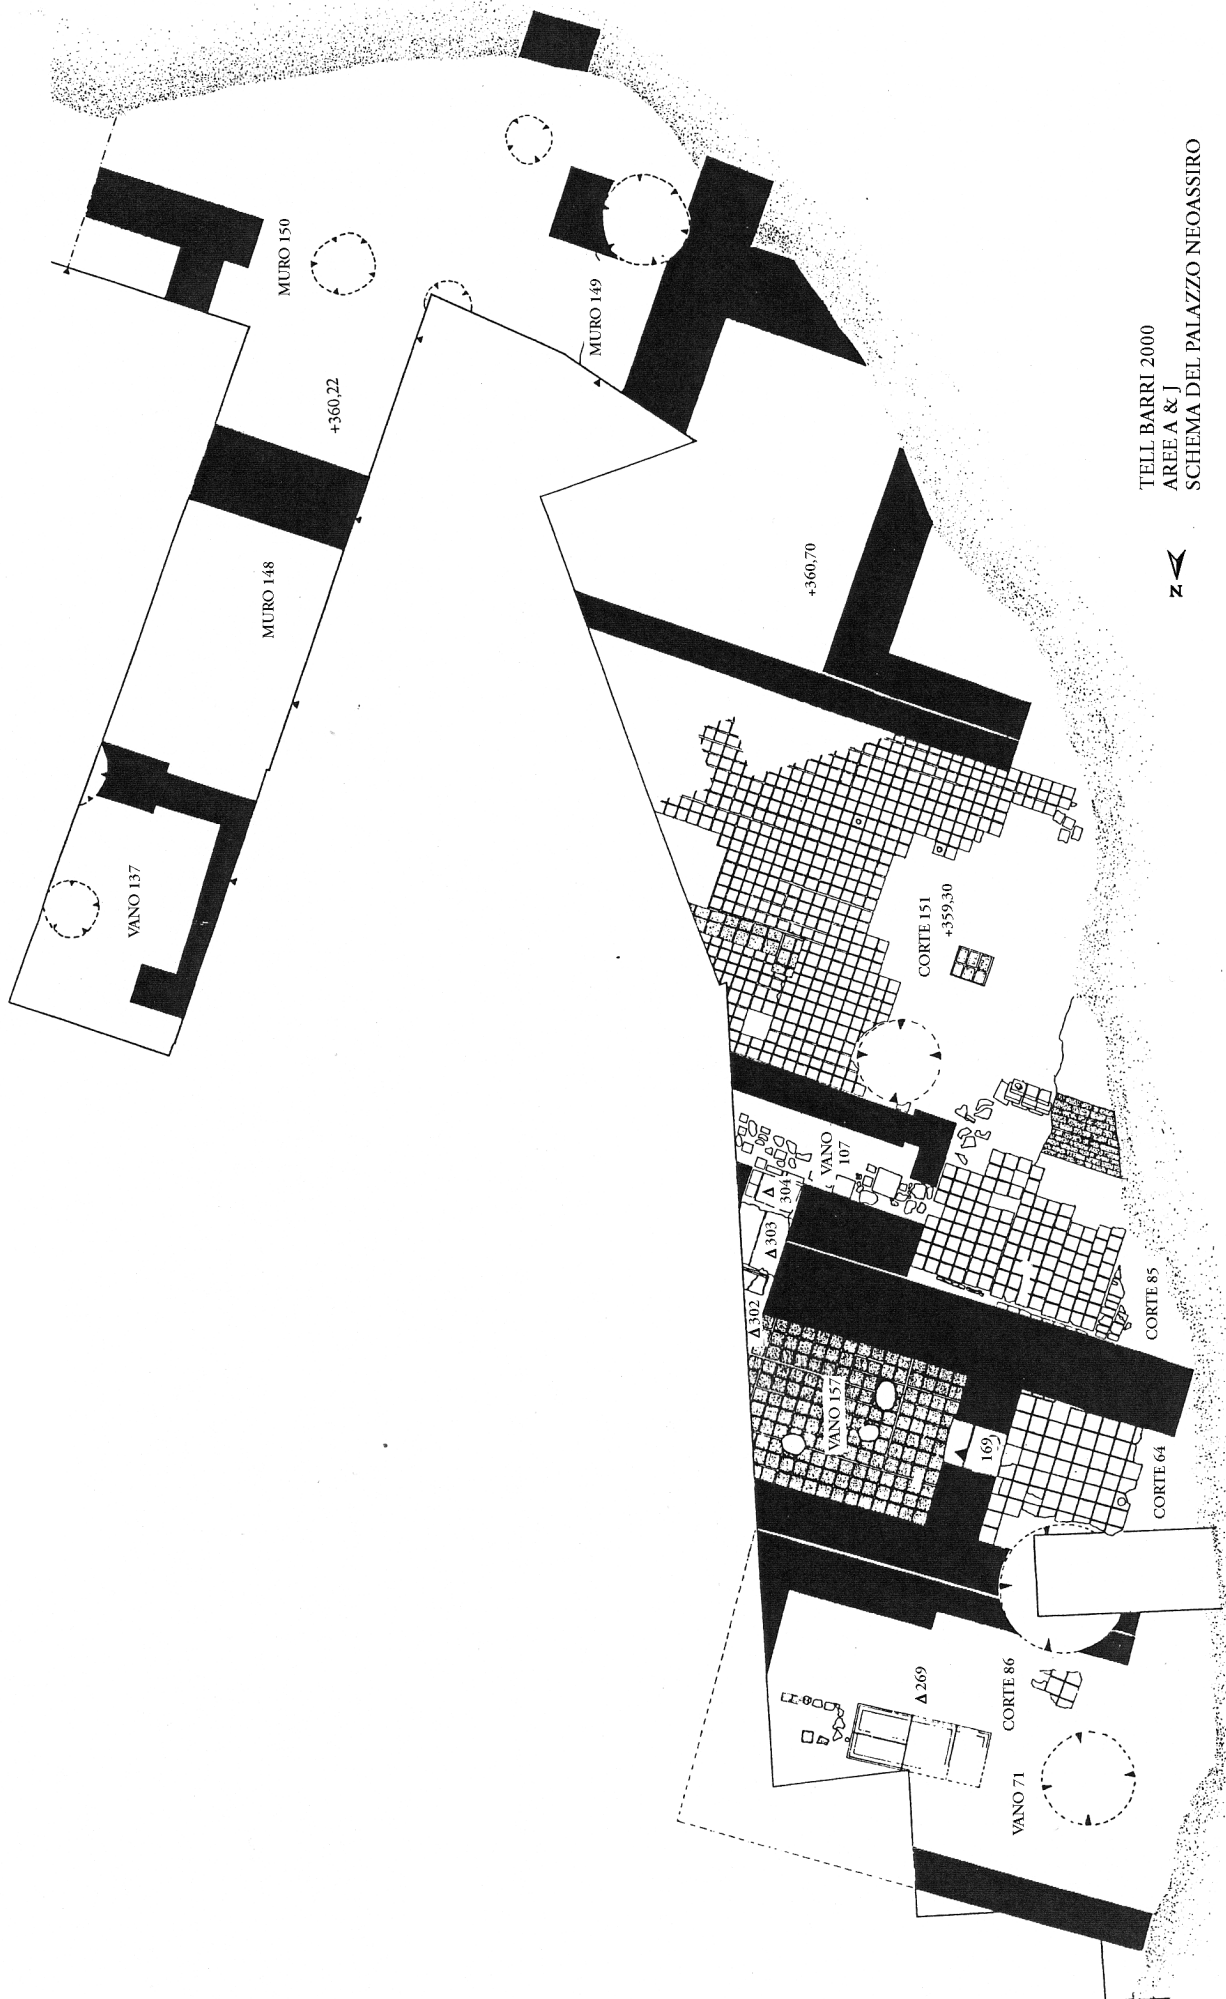 TELL BARRI 2000
AREE A & J
SCHEMA DEL PALAZZO NEOASSIRO
N
MURO 150
MURO 149
+360,22
MURO 148
+360,70
VANO 137
CORTE 151
+359,30
VANO
107
Δ
304
Δ 303
Δ 302
VANO 157
CORTE 85
169
CORTE 64
Δ 269
CORTE 86
VANO 71